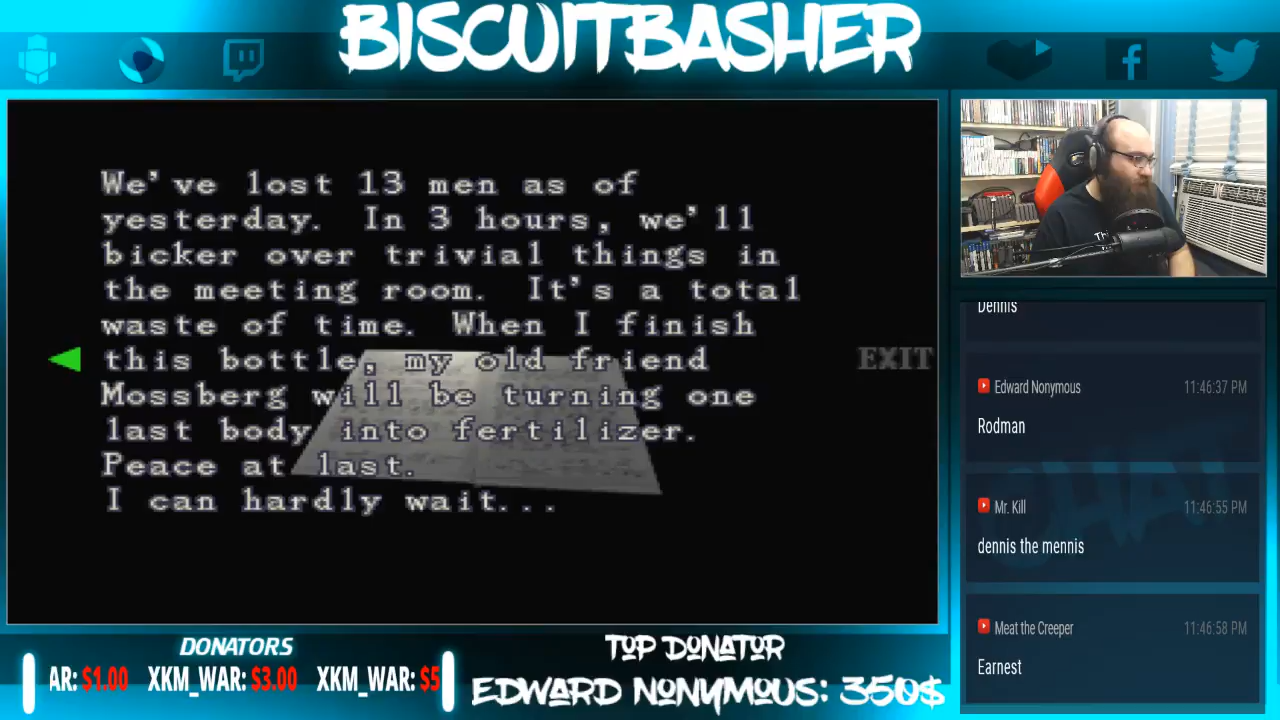 BISCUITBASHER
We've lost 13 men as of
yesterday. In 3 hours, we'll
bicker over trivial things in
the meeting room. It's a total
waste of time. When I finish
this bottle, my old friend
Mossberg will be turning one
last body into fertilizer.
Peace at last.
I can hardly wait...
EXIT
Dennis
Edward Nonymous 11:46:37 PM
Rodman
Mr. Kill 11:46:55 PM
dennis the mennis
Meat the Creeper 11:46:58 PM
Earnest
DONATORS
AR: $1.00 XKM_WAR: $3.00 XKM_WAR: $5
TOP DONATOR
EDWARD NONYMOUS: 350$